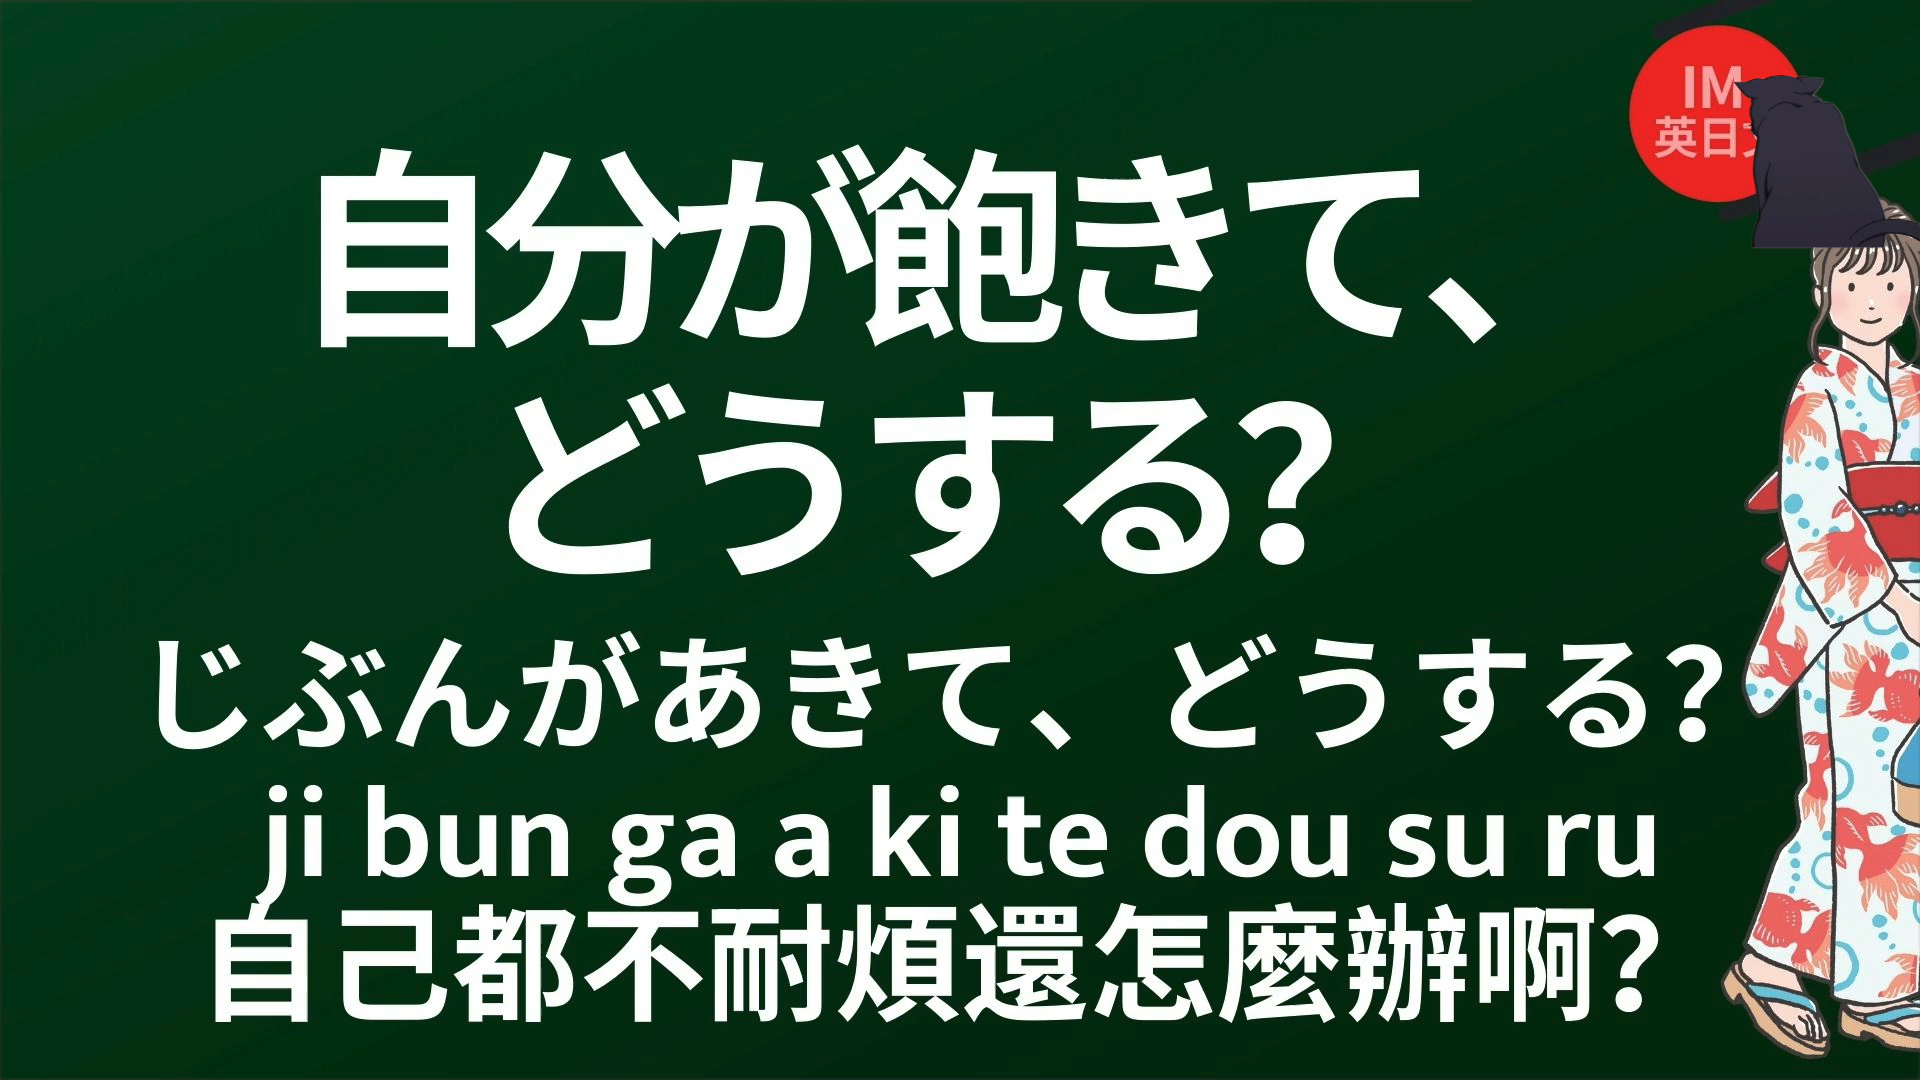 IM
英日
自分が飽きて、
どうする?
じぶんがあきて、どうする?
ji bun ga a ki te dou su ru
自己都不耐煩還怎麼辦啊?